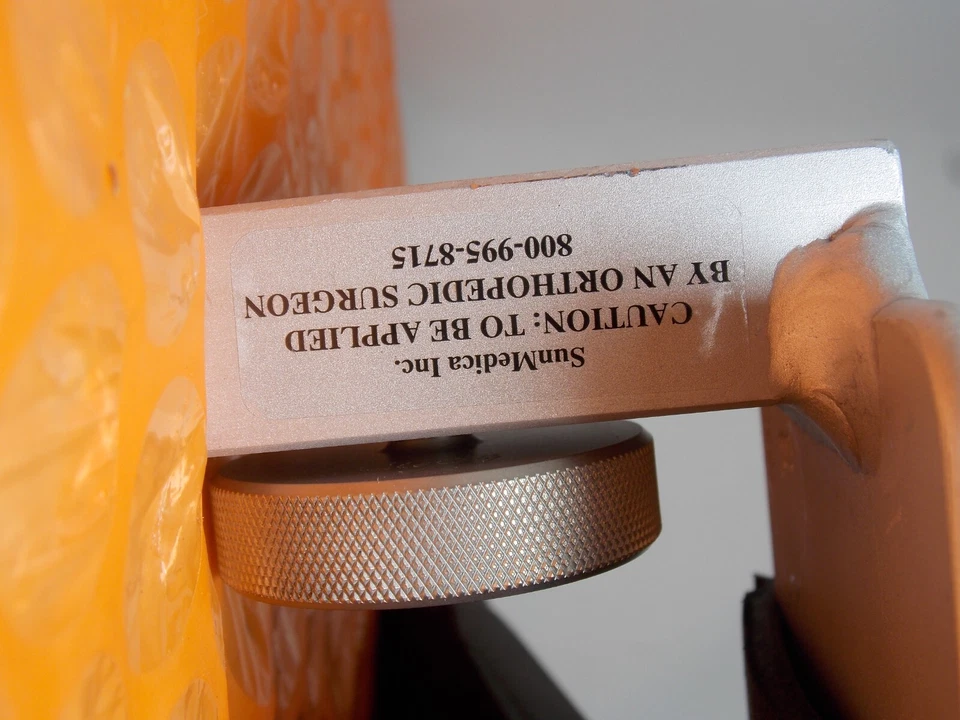 SunMedica Inc.
CAUTION: TO BE APPLIED
BY AN ORTHOPEDIC SURGEON
800-995-8715